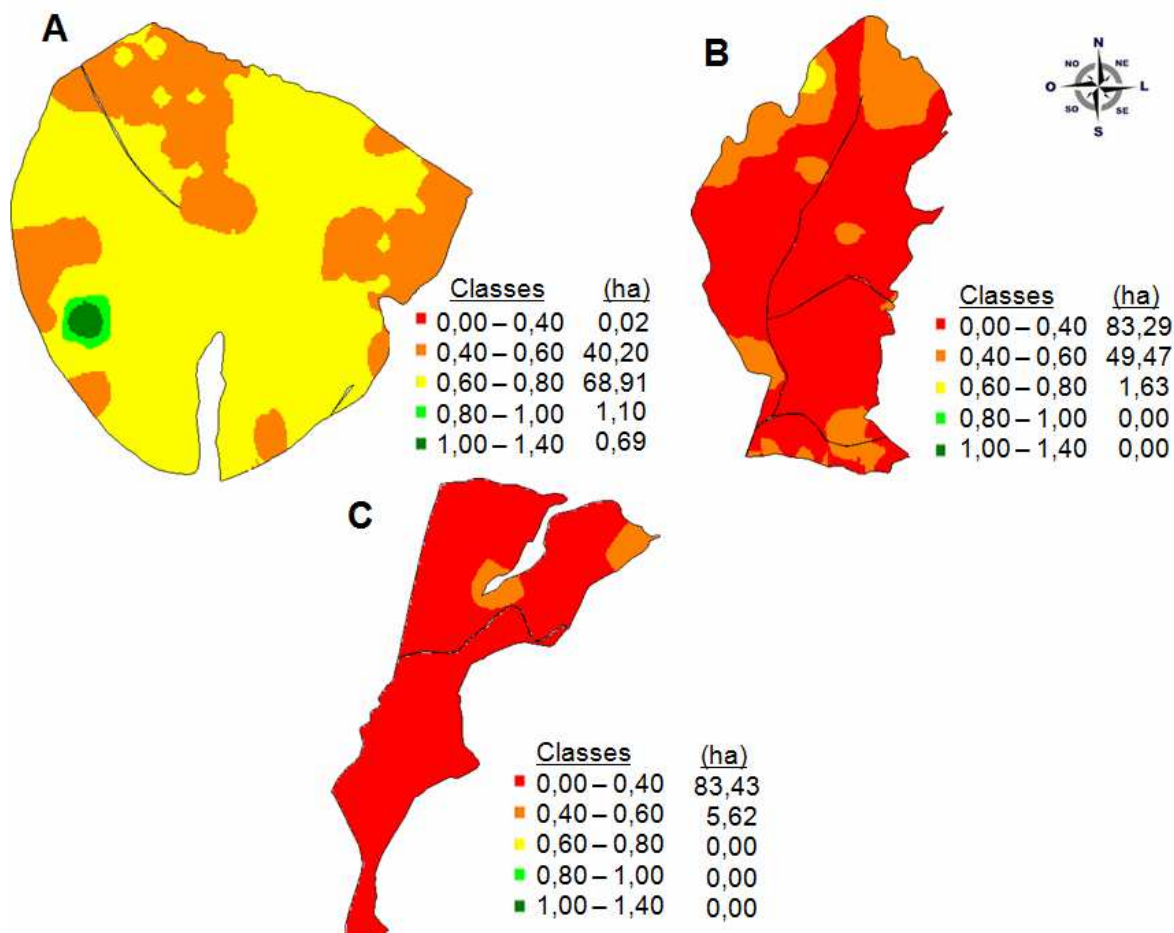 A
B
N
NO NE
O L
SO SE
S
Classes (ha)
0,00 – 0,40 0,02
0,40 – 0,60 40,20
0,60 – 0,80 68,91
0,80 – 1,00 1,10
1,00 – 1,40 0,69
Classes (ha)
0,00 – 0,40 83,29
0,40 – 0,60 49,47
0,60 – 0,80 1,63
0,80 – 1,00 0,00
1,00 – 1,40 0,00
C
Classes (ha)
0,00 – 0,40 83,43
0,40 – 0,60 5,62
0,60 – 0,80 0,00
0,80 – 1,00 0,00
1,00 – 1,40 0,00